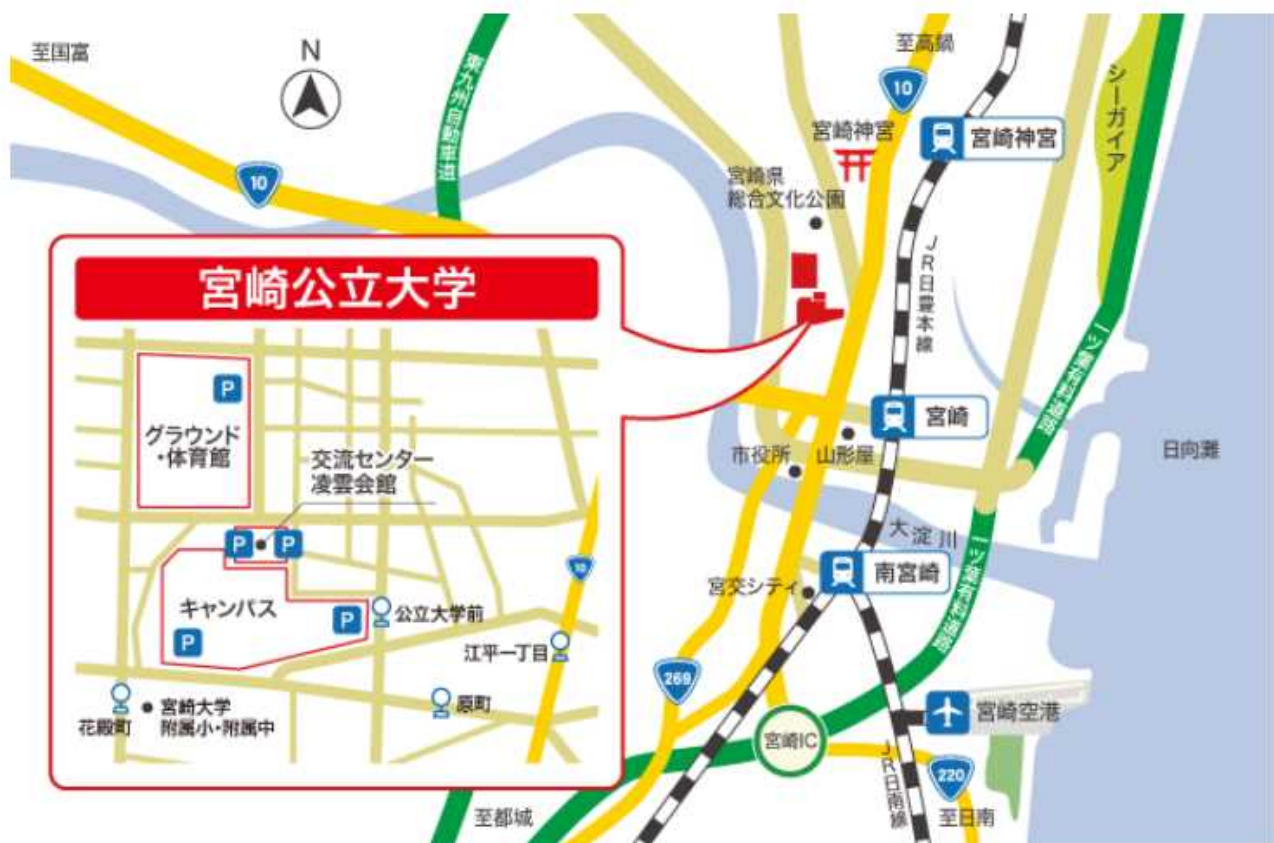 至国富
N
至高鍋
東九州自動車道
10
10
シーガイア
宮崎神宮
宮崎神宮
宮崎県
総合文化公園
JR日豊本線
宮崎公立大学
P
グラウンド
・体育館
交流センター
凌雲会館
P
P
キャンパス
P
P
公立大学前
10
江平一丁目
花殿町
宮崎大学
附属小・附属中
原町
一ツ葉有料道路
宮崎
市役所
山形屋
日向灘
大淀川
一ツ葉有料道路
南宮崎
宮交シティ
269
宮崎空港
宮崎IC
JR日南線
220
至都城
至日南